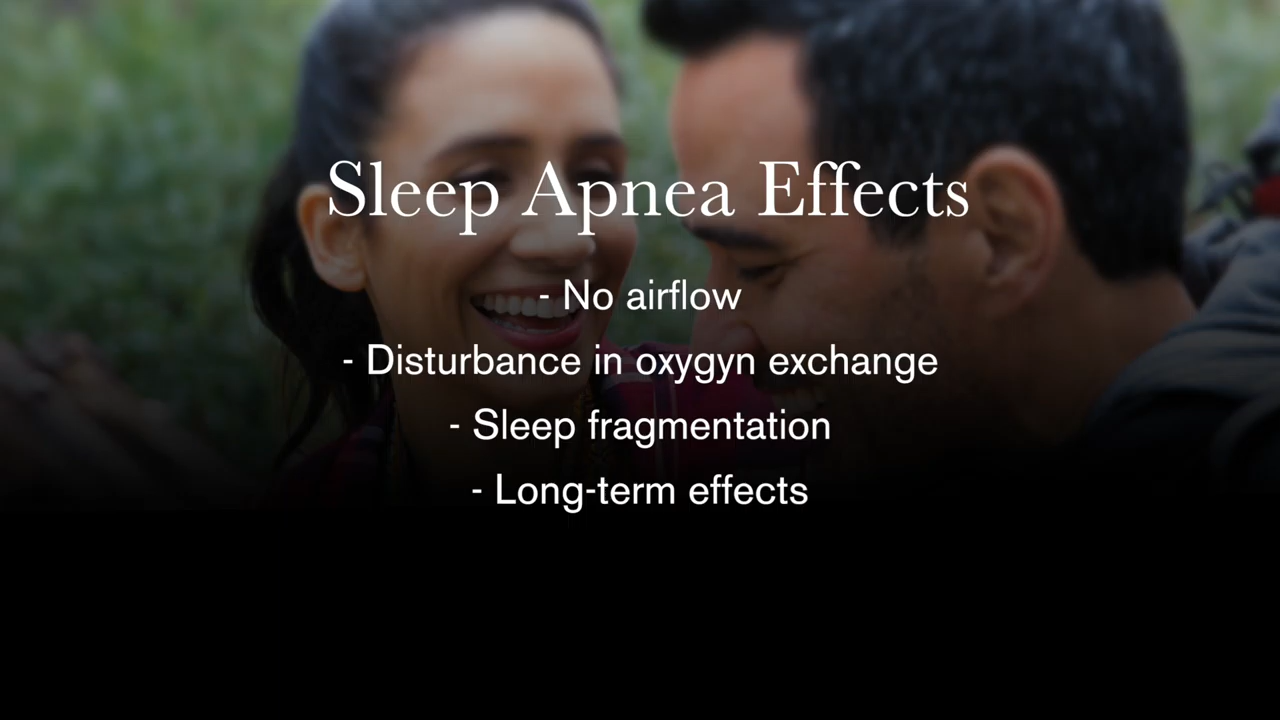 Sleep Apnea Effects
- No airflow
- Disturbance in oxygyn exchange
- Sleep fragmentation
- Long-term effects